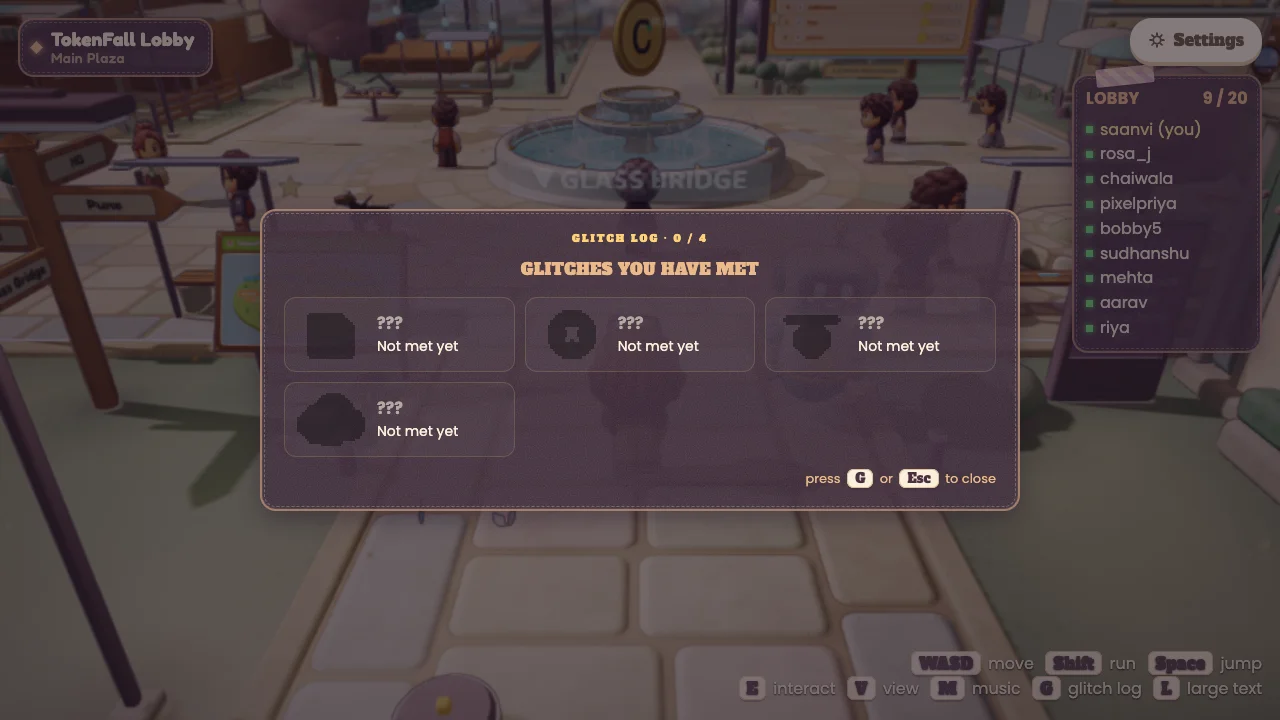 TokenFall Lobby
Main Plaza
C
Settings
LOBBY 9 / 20
saanvi (you)
rosa_j
chaiwala
pixelpriya
bobby5
sudhanshu
mehta
aarav
riya
HQ
GLASS BRIDGE
GLITCH LOG · 0 / 4
GLITCHES YOU HAVE MET
???
Not met yet
???
Not met yet
???
Not met yet
???
Not met yet
press G or Esc to close
WASD move Shift run Space jump
E interact V view M music G glitch log L large text